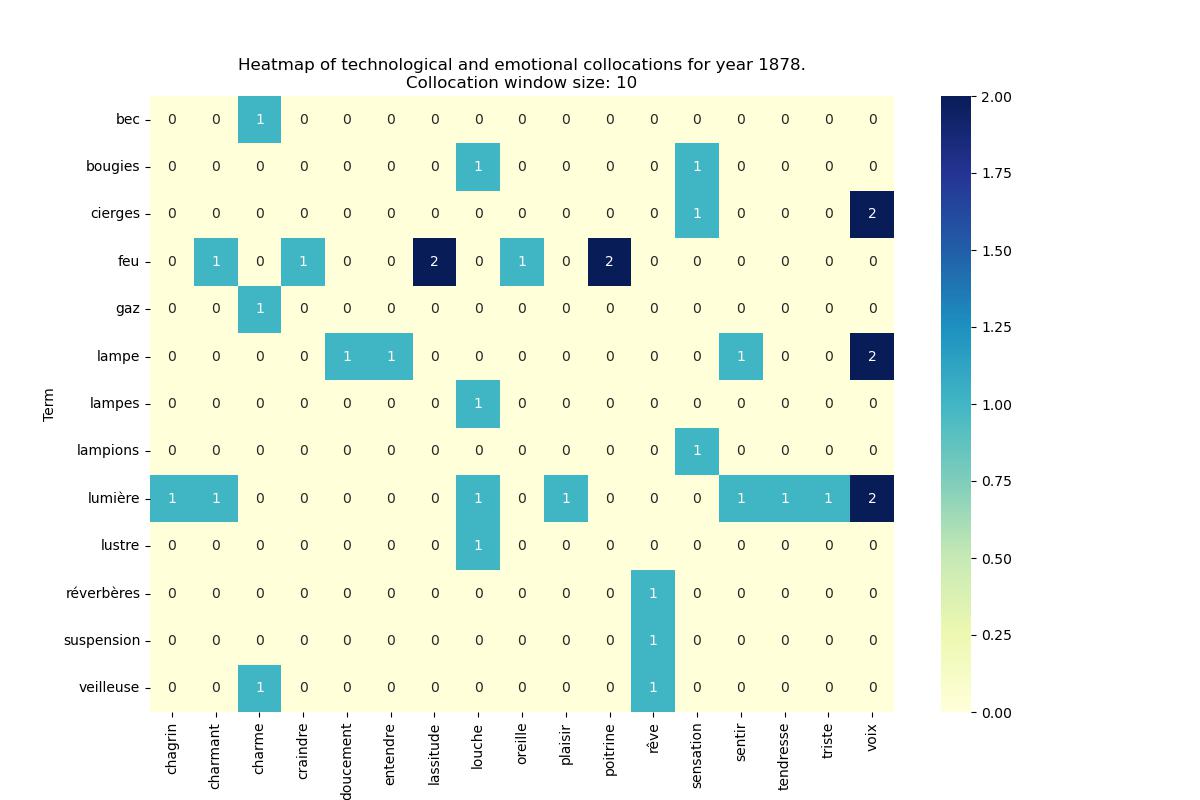 Heatmap of technological and emotional collocations for year 1878.
Collocation window size: 10
Term
bec 0 0 1 0 0 0 0 0 0 0 0 0 0 0 0 0 0
bougies 0 0 0 0 0 0 0 1 0 0 0 0 1 0 0 0 0
cierges 0 0 0 0 0 0 0 0 0 0 0 0 1 0 0 0 2
feu 0 1 0 1 0 0 2 0 1 0 2 0 0 0 0 0 0
gaz 0 0 1 0 0 0 0 0 0 0 0 0 0 0 0 0 0
lampe 0 0 0 0 1 1 0 0 0 0 0 0 0 1 0 0 2
lampes 0 0 0 0 0 0 0 1 0 0 0 0 0 0 0 0 0
lampions 0 0 0 0 0 0 0 0 0 0 0 0 1 0 0 0 0
lumière 1 1 0 0 0 0 0 1 0 1 0 0 0 1 1 1 2
lustre 0 0 0 0 0 0 0 1 0 0 0 0 0 0 0 0 0
réverbères 0 0 0 0 0 0 0 0 0 0 0 1 0 0 0 0 0
suspension 0 0 0 0 0 0 0 0 0 0 0 1 0 0 0 0 0
veilleuse 0 0 1 0 0 0 0 0 0 0 0 1 0 0 0 0 0
chagrin charmant charme craindre doucement entendre lassitude louche oreille plaisir poitrine rêve sensation sentir tendresse triste voix
2.00
1.75
1.50
1.25
1.00
0.75
0.50
0.25
0.00